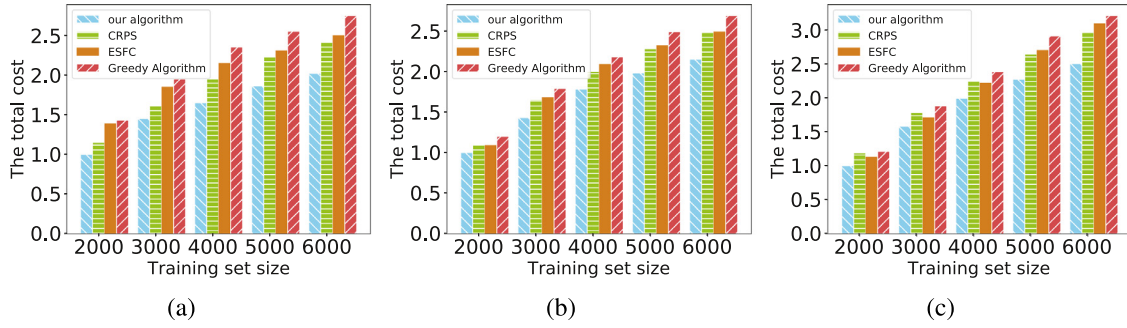 our algorithm
CRPS
ESFC
Greedy Algorithm
The total cost
2.5
2.0
1.5
1.0
0.5
0.0
2000 3000 4000 5000 6000
Training set size
(a)
our algorithm
CRPS
ESFC
Greedy Algorithm
The total cost
2.5
2.0
1.5
1.0
0.5
0.0
2000 3000 4000 5000 6000
Training set size
(b)
our algorithm
CRPS
ESFC
Greedy Algorithm
The total cost
3.0
2.5
2.0
1.5
1.0
0.5
0.0
2000 3000 4000 5000 6000
Training set size
(c)